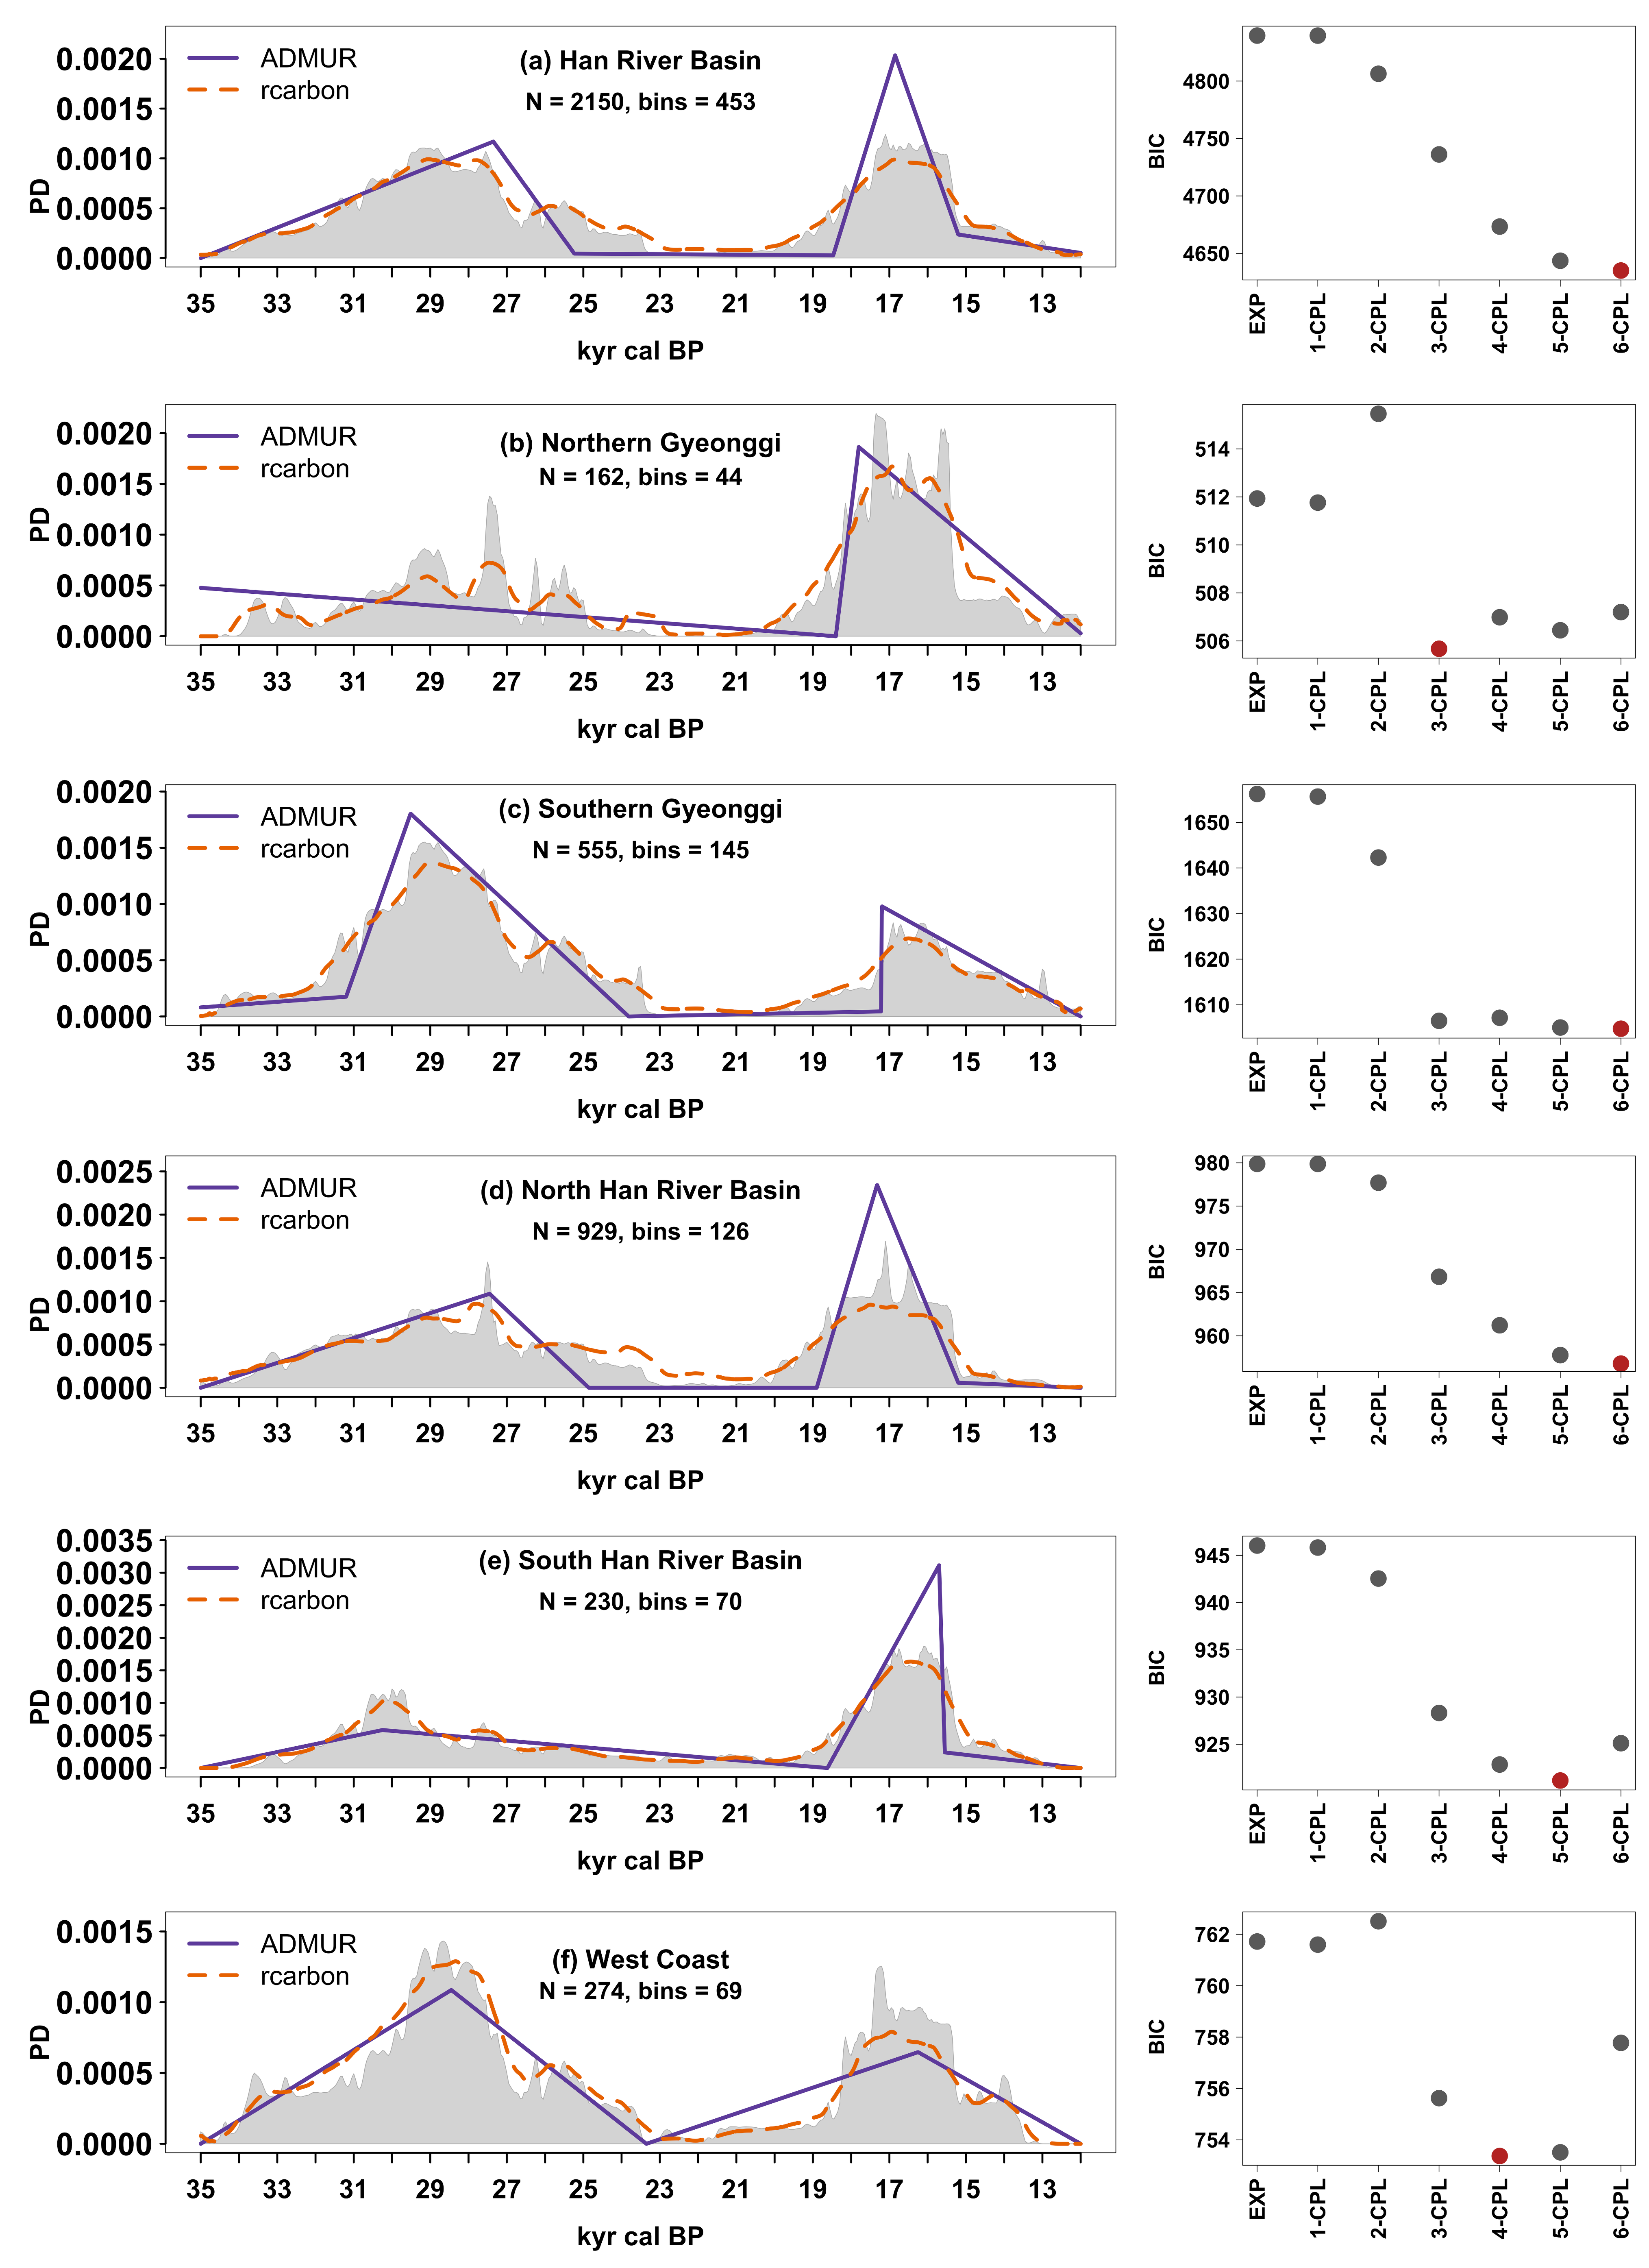 ADMUR
rcarbon
(a) Han River Basin
N = 2150, bins = 453
PD
0.0020
0.0015
0.0010
0.0005
0.0000
35 33 31 29 27 25 23 21 19 17 15 13
kyr cal BP
BIC
4800
4750
4700
4650
EXP 1-CPL 2-CPL 3-CPL 4-CPL 5-CPL 6-CPL
ADMUR
rcarbon
(b) Northern Gyeonggi
N = 162, bins = 44
PD
0.0020
0.0015
0.0010
0.0005
0.0000
35 33 31 29 27 25 23 21 19 17 15 13
kyr cal BP
BIC
514
512
510
508
506
EXP 1-CPL 2-CPL 3-CPL 4-CPL 5-CPL 6-CPL
ADMUR
rcarbon
(c) Southern Gyeonggi
N = 555, bins = 145
PD
0.0020
0.0015
0.0010
0.0005
0.0000
35 33 31 29 27 25 23 21 19 17 15 13
kyr cal BP
BIC
1650
1640
1630
1620
1610
EXP 1-CPL 2-CPL 3-CPL 4-CPL 5-CPL 6-CPL
ADMUR
rcarbon
(d) North Han River Basin
N = 929, bins = 126
PD
0.0025
0.0020
0.0015
0.0010
0.0005
0.0000
35 33 31 29 27 25 23 21 19 17 15 13
kyr cal BP
BIC
980
975
970
965
960
EXP 1-CPL 2-CPL 3-CPL 4-CPL 5-CPL 6-CPL
ADMUR
rcarbon
(e) South Han River Basin
N = 230, bins = 70
PD
0.0035
0.0030
0.0025
0.0020
0.0015
0.0010
0.0005
0.0000
35 33 31 29 27 25 23 21 19 17 15 13
kyr cal BP
BIC
945
940
935
930
925
EXP 1-CPL 2-CPL 3-CPL 4-CPL 5-CPL 6-CPL
ADMUR
rcarbon
(f) West Coast
N = 274, bins = 69
PD
0.0015
0.0010
0.0005
0.0000
35 33 31 29 27 25 23 21 19 17 15 13
kyr cal BP
BIC
762
760
758
756
754
EXP 1-CPL 2-CPL 3-CPL 4-CPL 5-CPL 6-CPL